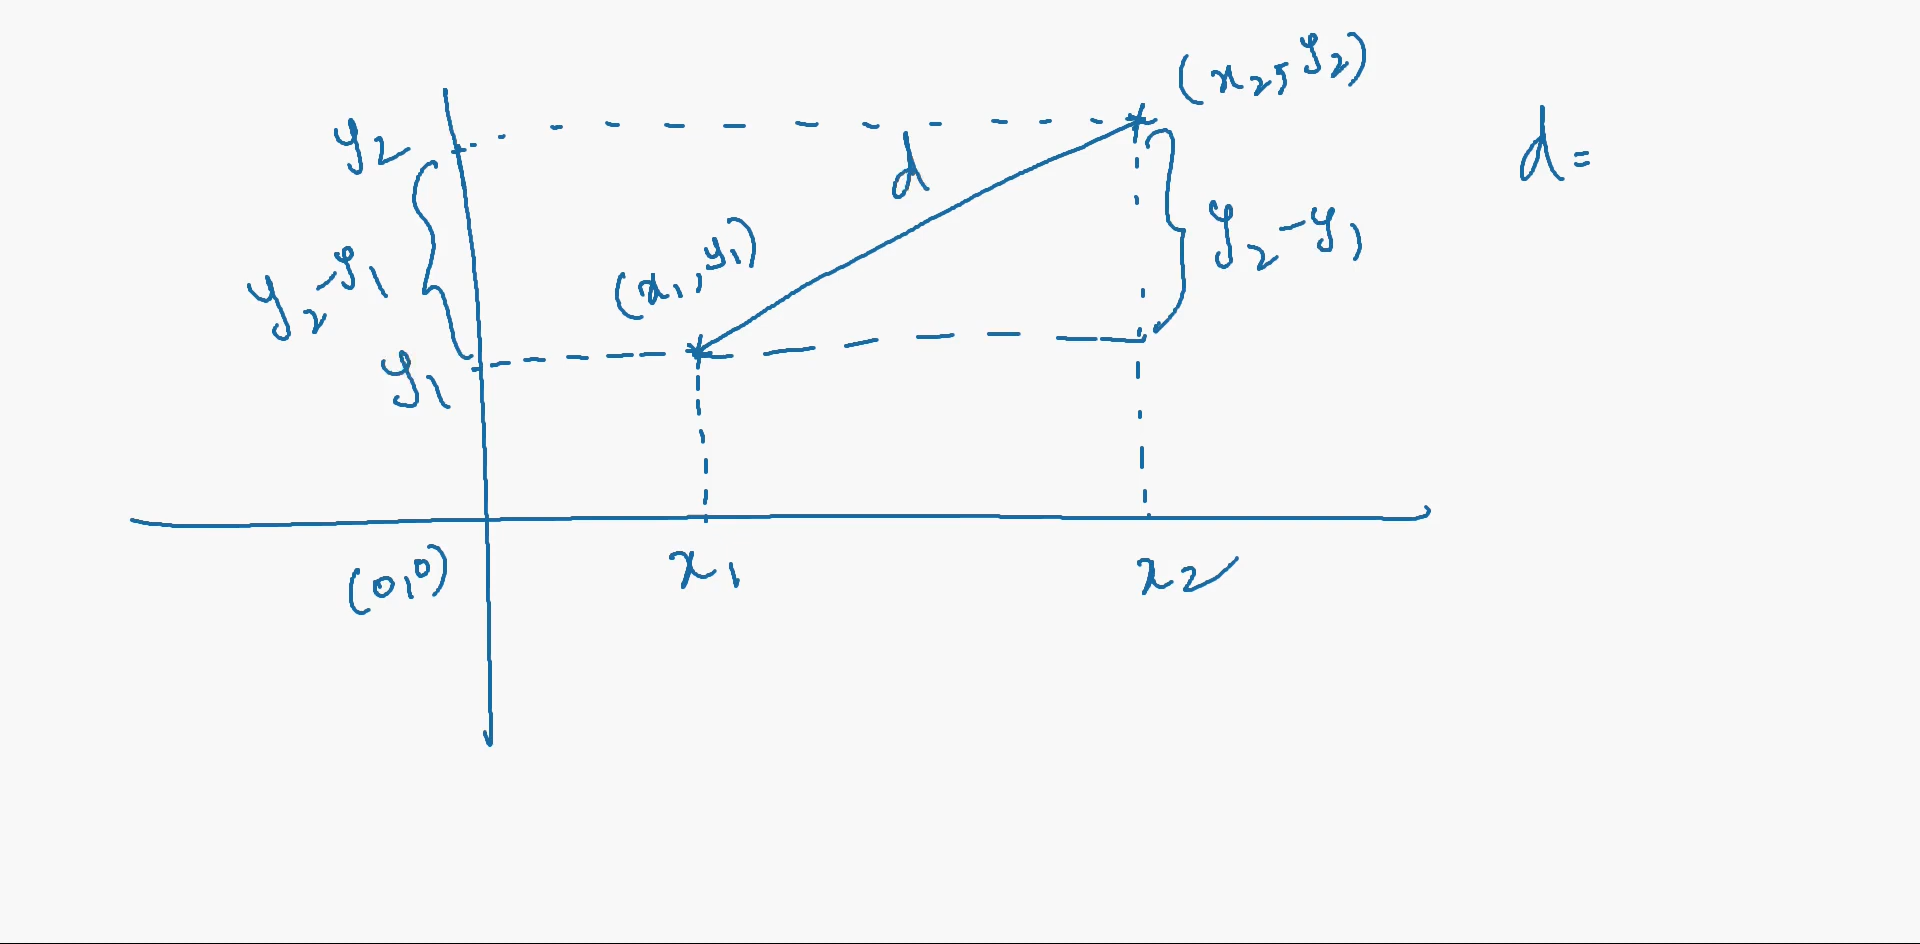 (x₂, y₂)
y₂
d
d =
(x₁, y₁)
y₂ - y₁
y₂ - y₁
y₁
(0,0)
x₁
x₂